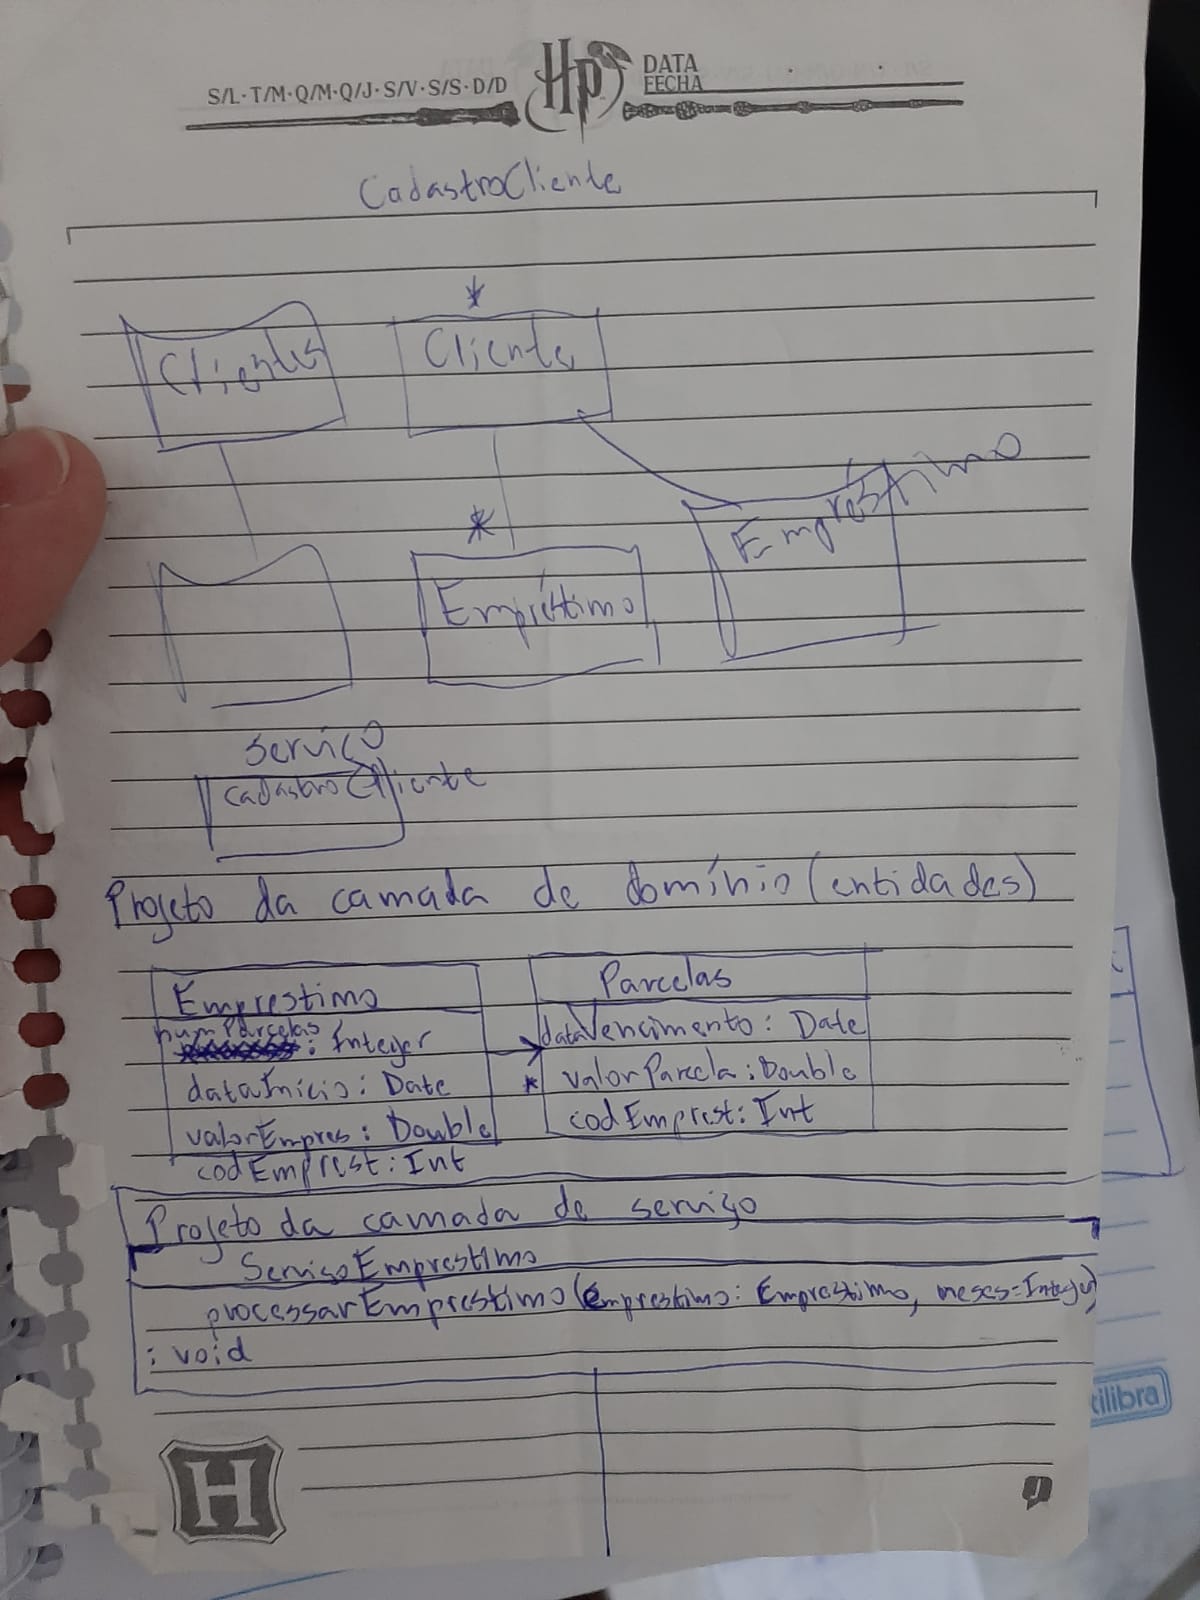 S/L·T/M·Q/M·Q/J·S/V·S/S·D/D
Hp
DATA
FECHA
CadastroCliente
Clientes
Cliente
*
*
Empréstimo
Empréstimo
Serviço
CadastroCliente
Projeto da camada de domínio (entidades)
Emprestimo
numParcelas
: Integer
dataInício: Date
valorEmpres: Double
codEmprest: Int
Parcelas
dataVencimento: Date
* valorParcela: Double
codEmprest: Int
Projeto da camada de serviço
ServicoEmprestimo
processarEmprestimo(emprestimo: Emprestimo, meses=Integer)
: void
H
tilibra